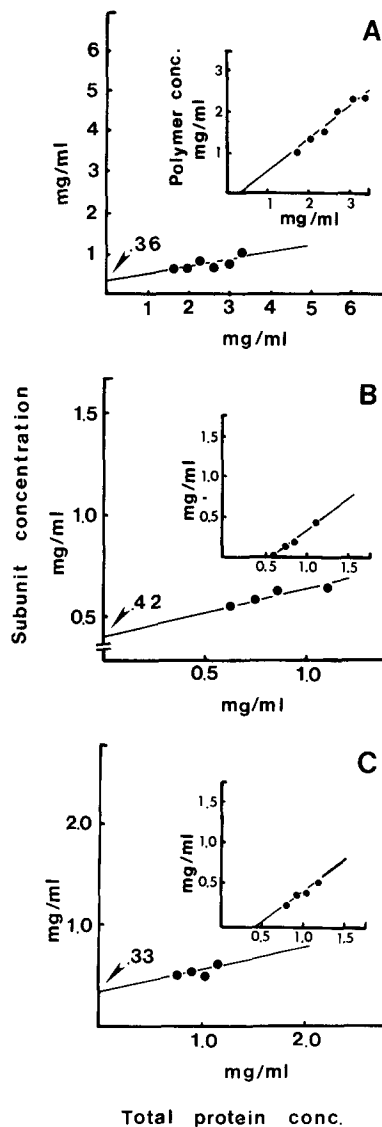 A
6
5
4
3
2
1
mg/ml
.36
1 2 3 4 5 6
mg/ml
Polymer conc.
mg/ml
3
2
1
1 2 3
mg/ml
B
Subunit concentration
mg/ml
1.5
1.0
0.5
.42
0.5 1.0
mg/ml
mg/ml
1.5
1.0
0.5
0.5 1.0 1.5
mg/ml
C
mg/ml
2.0
1.0
.33
1.0 2.0
mg/ml
mg/ml
1.5
1.0
0.5
0.5 1.0 1.5
mg/ml
Total protein conc.